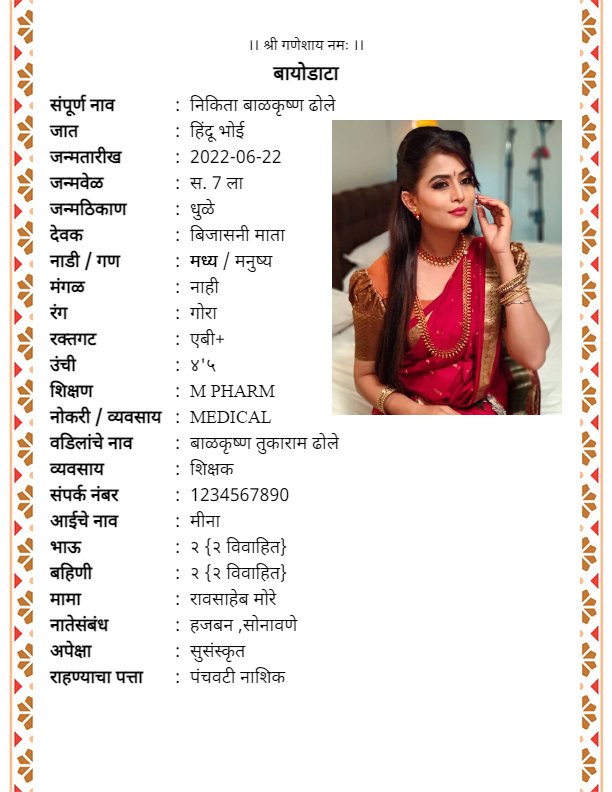 ।। श्री गणेशाय नमः ।।
बायोडाटा
संपूर्ण नाव : निकिता बाळकृष्ण ढोले
जात : हिंदू भोई
जन्मतारीख : 2022-06-22
जन्मवेळ : स. 7 ला
जन्मठिकाण : धुळे
देवक : बिजासनी माता
नाडी / गण : मध्य / मनुष्य
मंगळ : नाही
रंग : गोरा
रक्तगट : एबी+
उंची : ४'५
शिक्षण : M PHARM
नोकरी / व्यवसाय : MEDICAL
वडिलांचे नाव : बाळकृष्ण तुकाराम ढोले
व्यवसाय : शिक्षक
संपर्क नंबर : 1234567890
आईचे नाव : मीना
भाऊ : २ {२ विवाहित}
बहिणी : २ {२ विवाहित}
मामा : रावसाहेब मोरे
नातेसंबंध : हजबन ,सोनावणे
अपेक्षा : सुसंस्कृत
राहण्याचा पत्ता : पंचवटी नाशिक